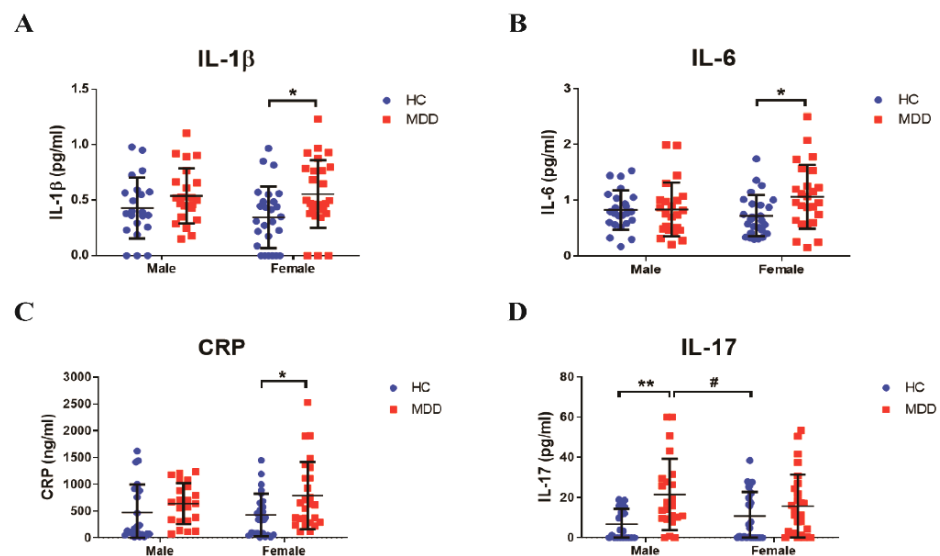 A
IL-1β
IL-1β (pg/ml)
1.5
1.0
0.5
0.0
*
HC
MDD
Male
Female
B
IL-6
IL-6 (pg/ml)
3
2
1
0
*
HC
MDD
Male
Female
C
CRP
CRP (ng/ml)
3000
2500
2000
1500
1000
500
0
*
HC
MDD
Male
Female
D
IL-17
IL-17 (pg/ml)
80
60
40
20
0
**
#
HC
MDD
Male
Female